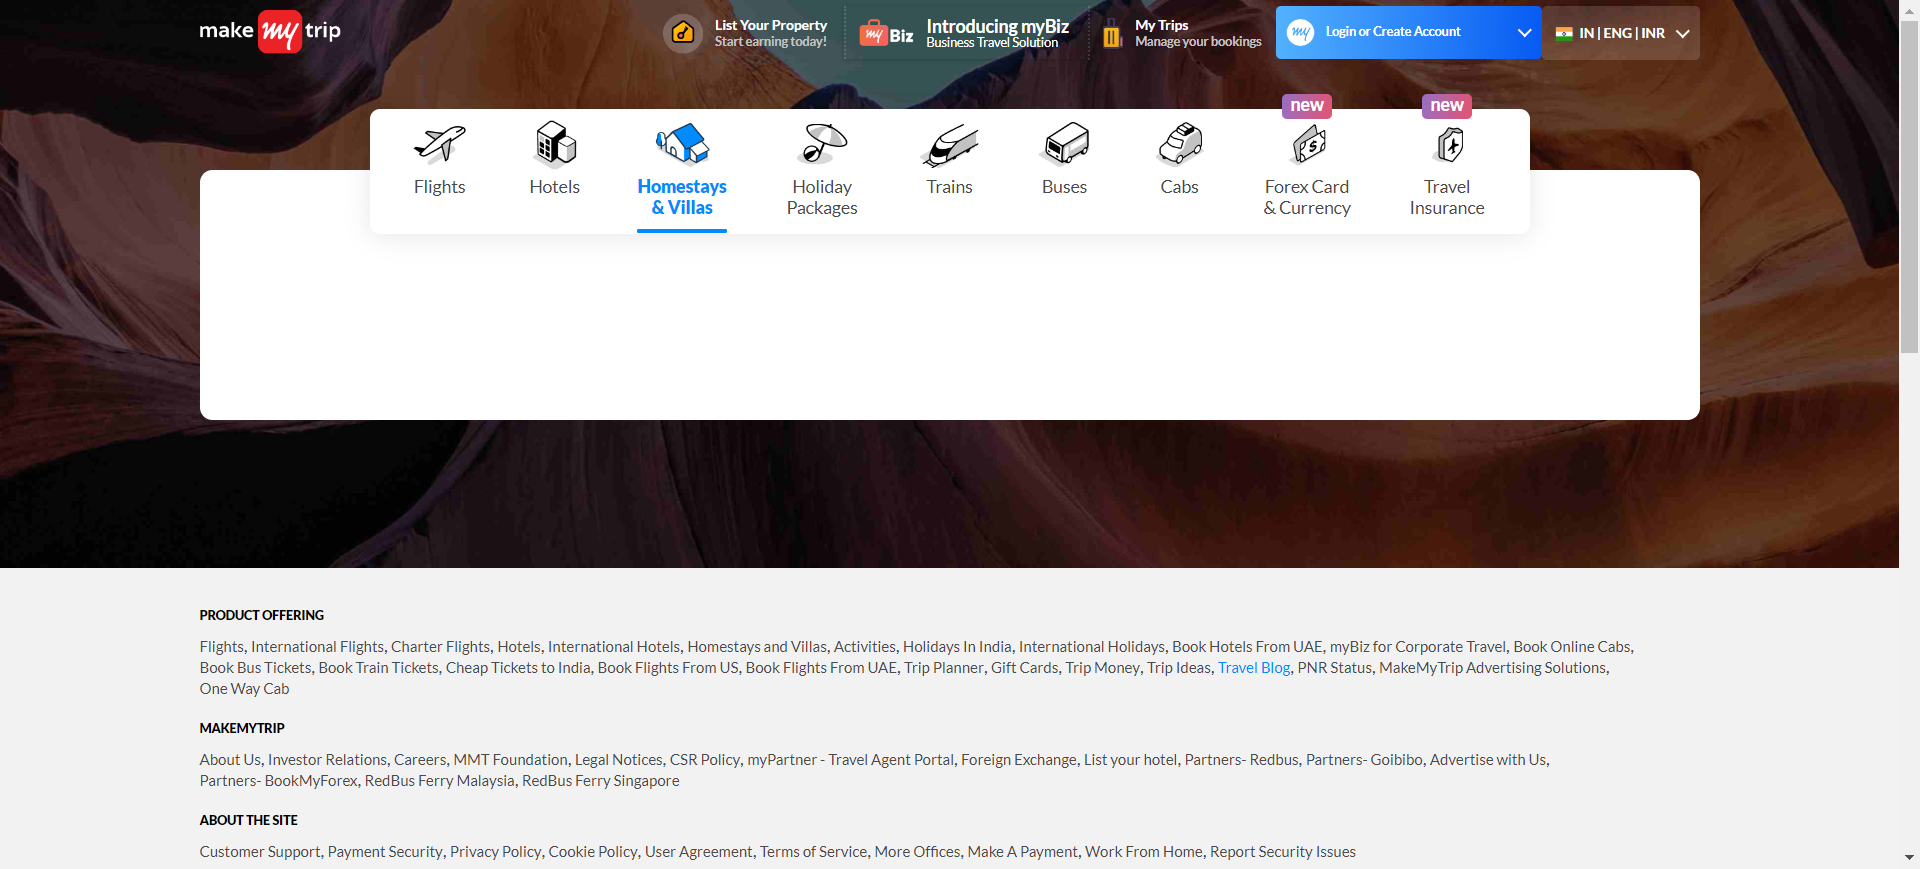 make my trip
List Your Property
Start earning today!
my Biz
Introducing myBiz
Business Travel Solution
My Trips
Manage your bookings
my
Login or Create Account
IN | ENG | INR
new
new
Flights
Hotels
Homestays
& Villas
Holiday
Packages
Trains
Buses
Cabs
Forex Card
& Currency
Travel
Insurance
PRODUCT OFFERING
Flights, International Flights, Charter Flights, Hotels, International Hotels, Homestays and Villas, Activities, Holidays In India, International Holidays, Book Hotels From UAE, myBiz for Corporate Travel, Book Online Cabs,
Book Bus Tickets, Book Train Tickets, Cheap Tickets to India, Book Flights From US, Book Flights From UAE, Trip Planner, Gift Cards, Trip Money, Trip Ideas, Travel Blog, PNR Status, MakeMyTrip Advertising Solutions,
One Way Cab
MAKEMYTRIP
About Us, Investor Relations, Careers, MMT Foundation, Legal Notices, CSR Policy, myPartner - Travel Agent Portal, Foreign Exchange, List your hotel, Partners- Redbus, Partners- Goibibo, Advertise with Us,
Partners- BookMyForex, RedBus Ferry Malaysia, RedBus Ferry Singapore
ABOUT THE SITE
Customer Support, Payment Security, Privacy Policy, Cookie Policy, User Agreement, Terms of Service, More Offices, Make A Payment, Work From Home, Report Security Issues